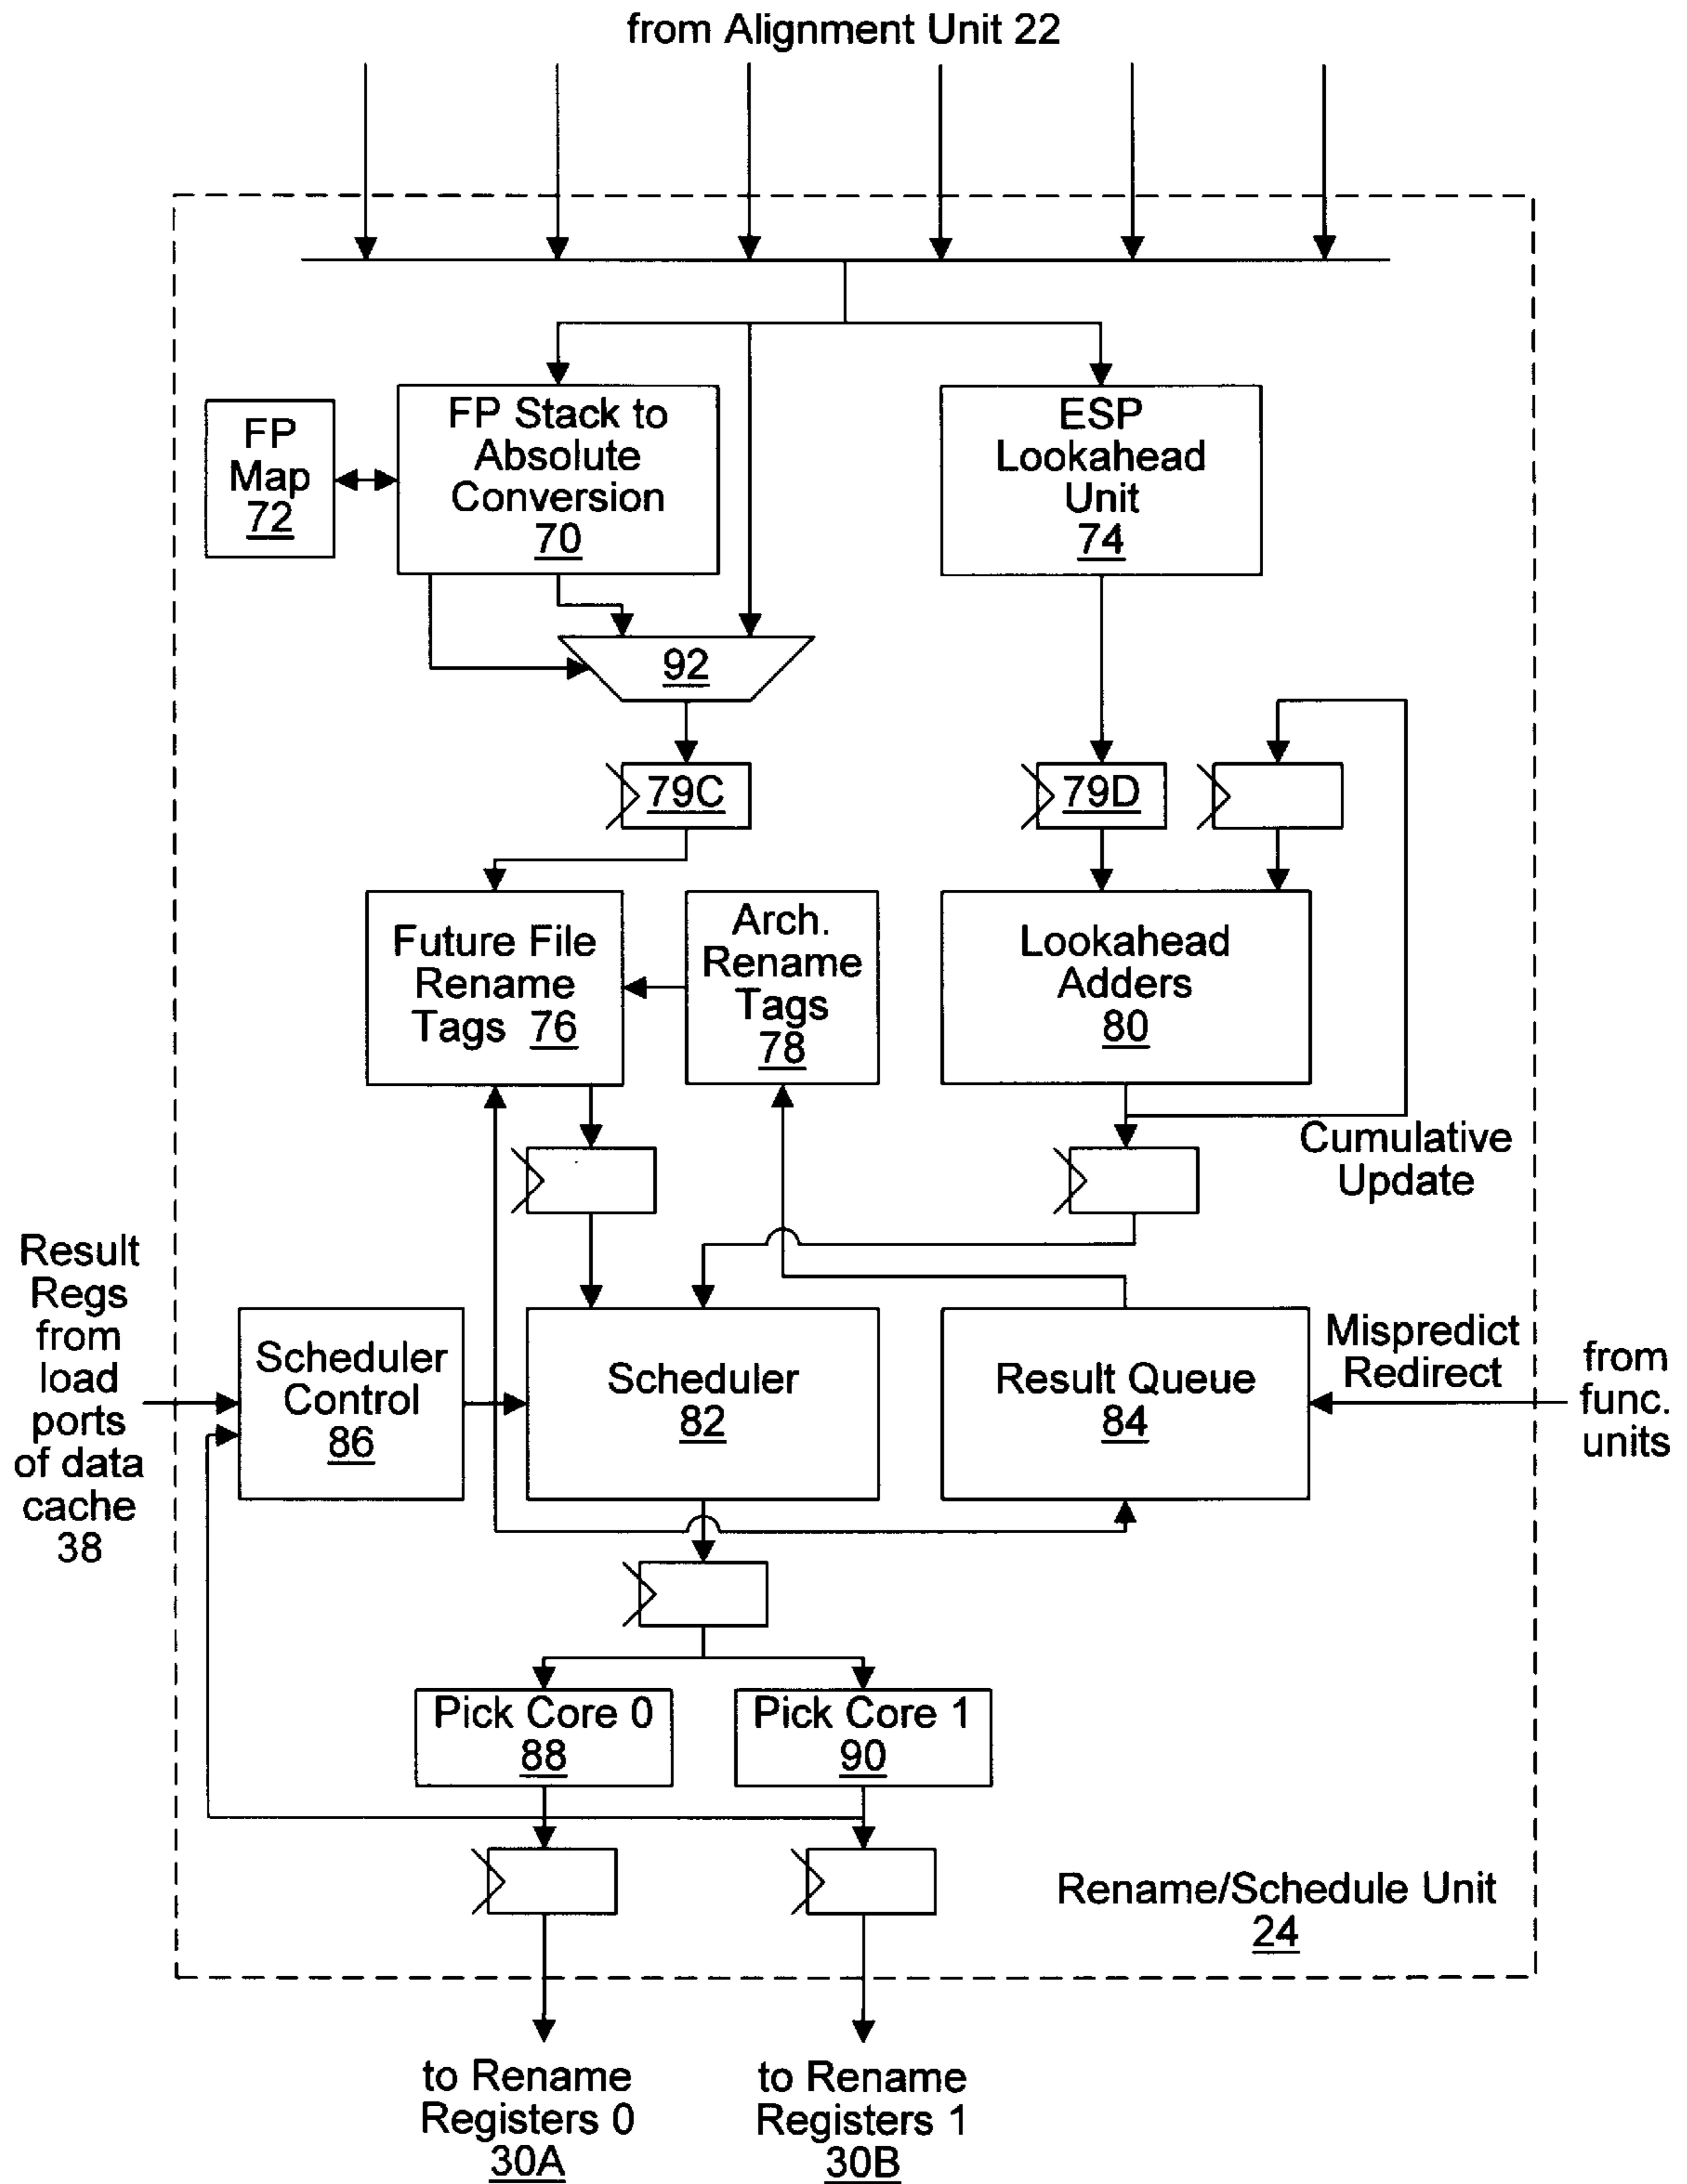 from Alignment Unit 22
FP
Map
72
FP Stack to
Absolute
Conversion
70
ESP
Lookahead
Unit
74
92
79C
79D
Future File
Rename
Tags 76
Arch.
Rename
Tags
78
Lookahead
Adders
80
Cumulative
Update
Result
Regs
from
load
ports
of data
cache
38
Scheduler
Control
86
Scheduler
82
Result Queue
84
Mispredict
Redirect
from
func.
units
Pick Core 0
88
Pick Core 1
90
Rename/Schedule Unit
24
to Rename
Registers 0
30A
to Rename
Registers 1
30B